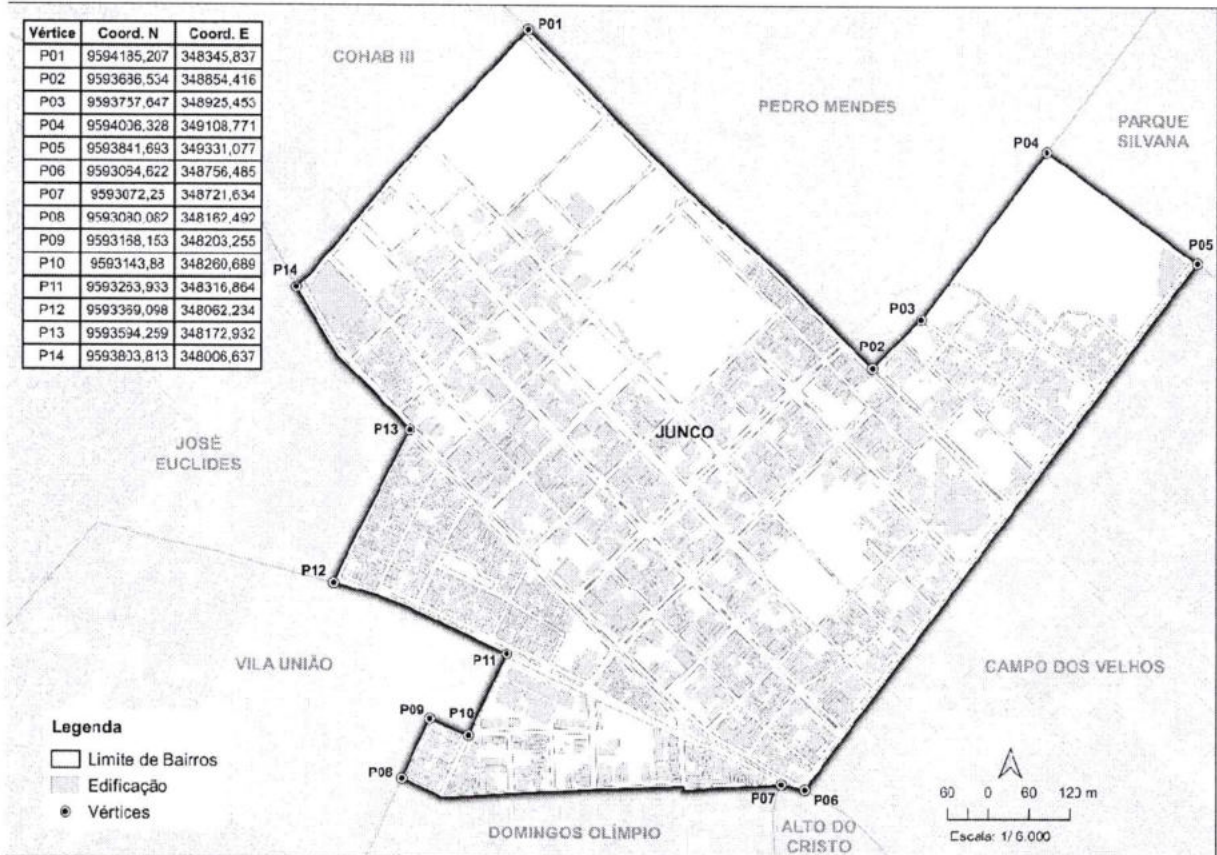 Vértice Coord. N Coord. E
P01 9594185,207 348345,837
P02 9593686,534 348854,416
P03 9593757,647 348925,453
P04 9594006,328 349108,771
P05 9593841,693 349331,077
P06 9593064,622 348756,485
P07 9593072,25 348721,634
P08 9593080,082 348162,492
P09 9593168,153 348203,255
P10 9593143,88 348260,689
P11 9593263,933 348316,864
P12 9593369,098 348062,234
P13 9593594,259 348172,932
P14 9593803,813 348006,637
P01
COHAB III
PEDRO MENDES
PARQUE
SILVANA
P04
P05
P14
P03
P02
P13
JUNCO
JOSÉ
EUCLIDES
P12
P11
VILA UNIÃO
CAMPO DOS VELHOS
P09
P10
P08
P07
P06
DOMINGOS OLÍMPIO
ALTO DO
CRISTO
Legenda
Limite de Bairros
Edificação
Vértices
60 0 60 120 m
Escala: 1/ 6.000